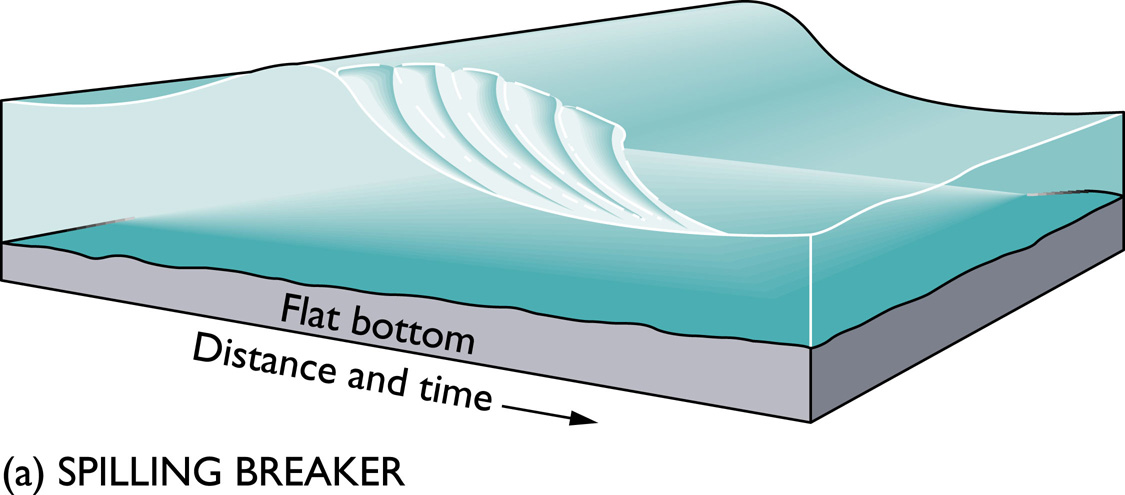 Flat bottom
Distance and time
(a) SPILLING BREAKER